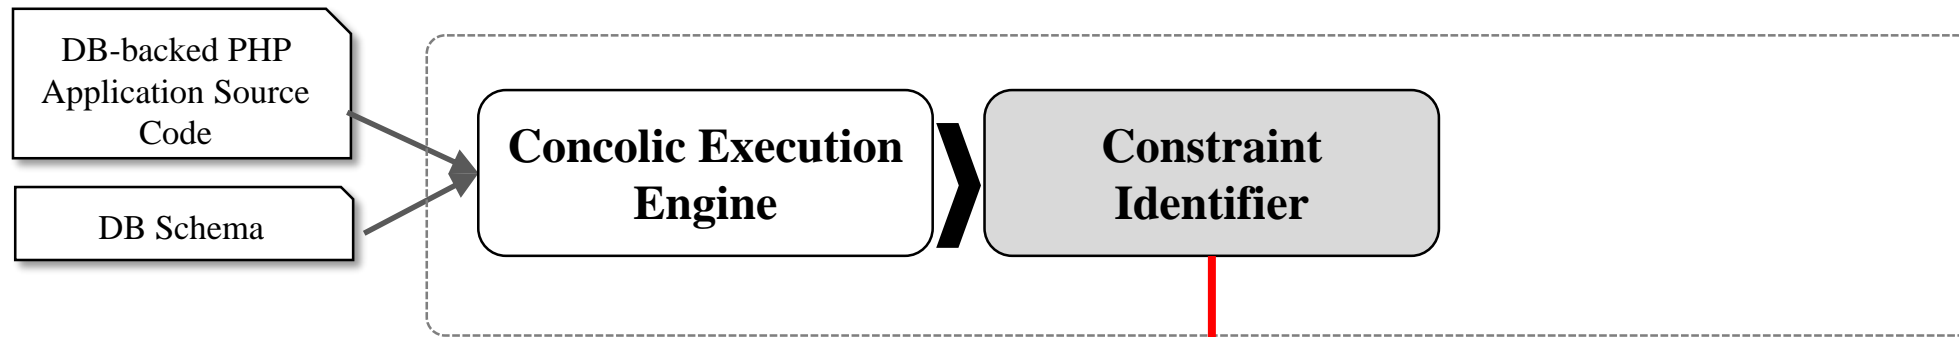 DB-backed PHP
Application Source
Code
DB Schema
Concolic Execution
Engine
Constraint
Identifier